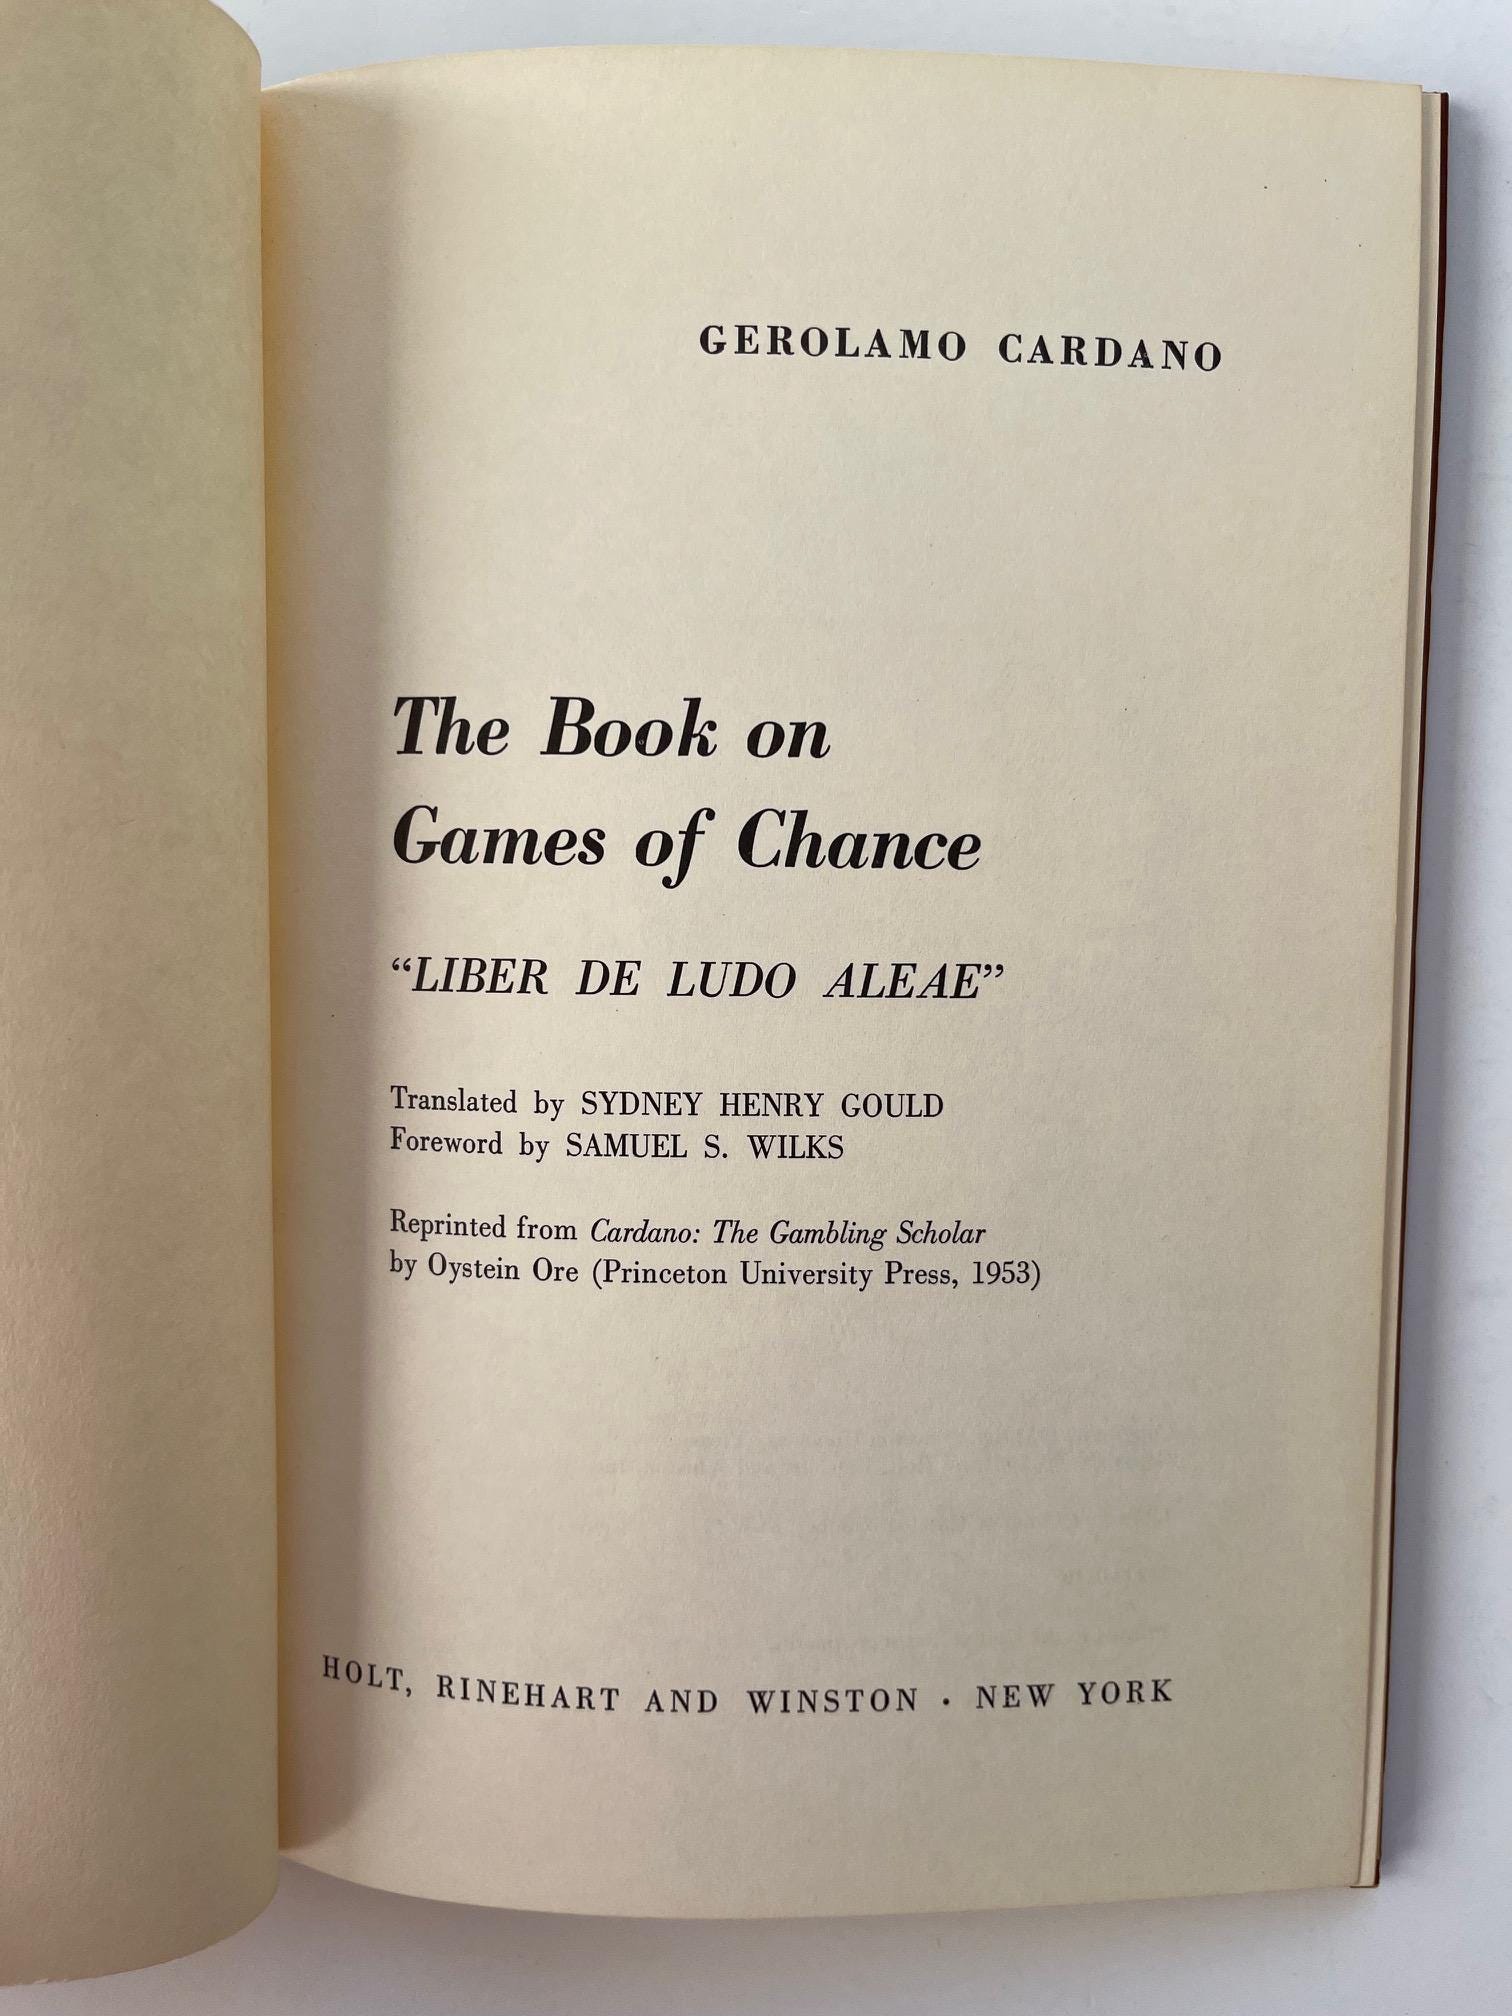 GEROLAMO CARDANO
The Book on
Games of Chance
“LIBER DE LUDO ALEAE”
Translated by SYDNEY HENRY GOULD
Foreword by SAMUEL S. WILKS
Reprinted from Cardano: The Gambling Scholar
by Oystein Ore (Princeton University Press, 1953)
HOLT, RINEHART AND WINSTON · NEW YORK